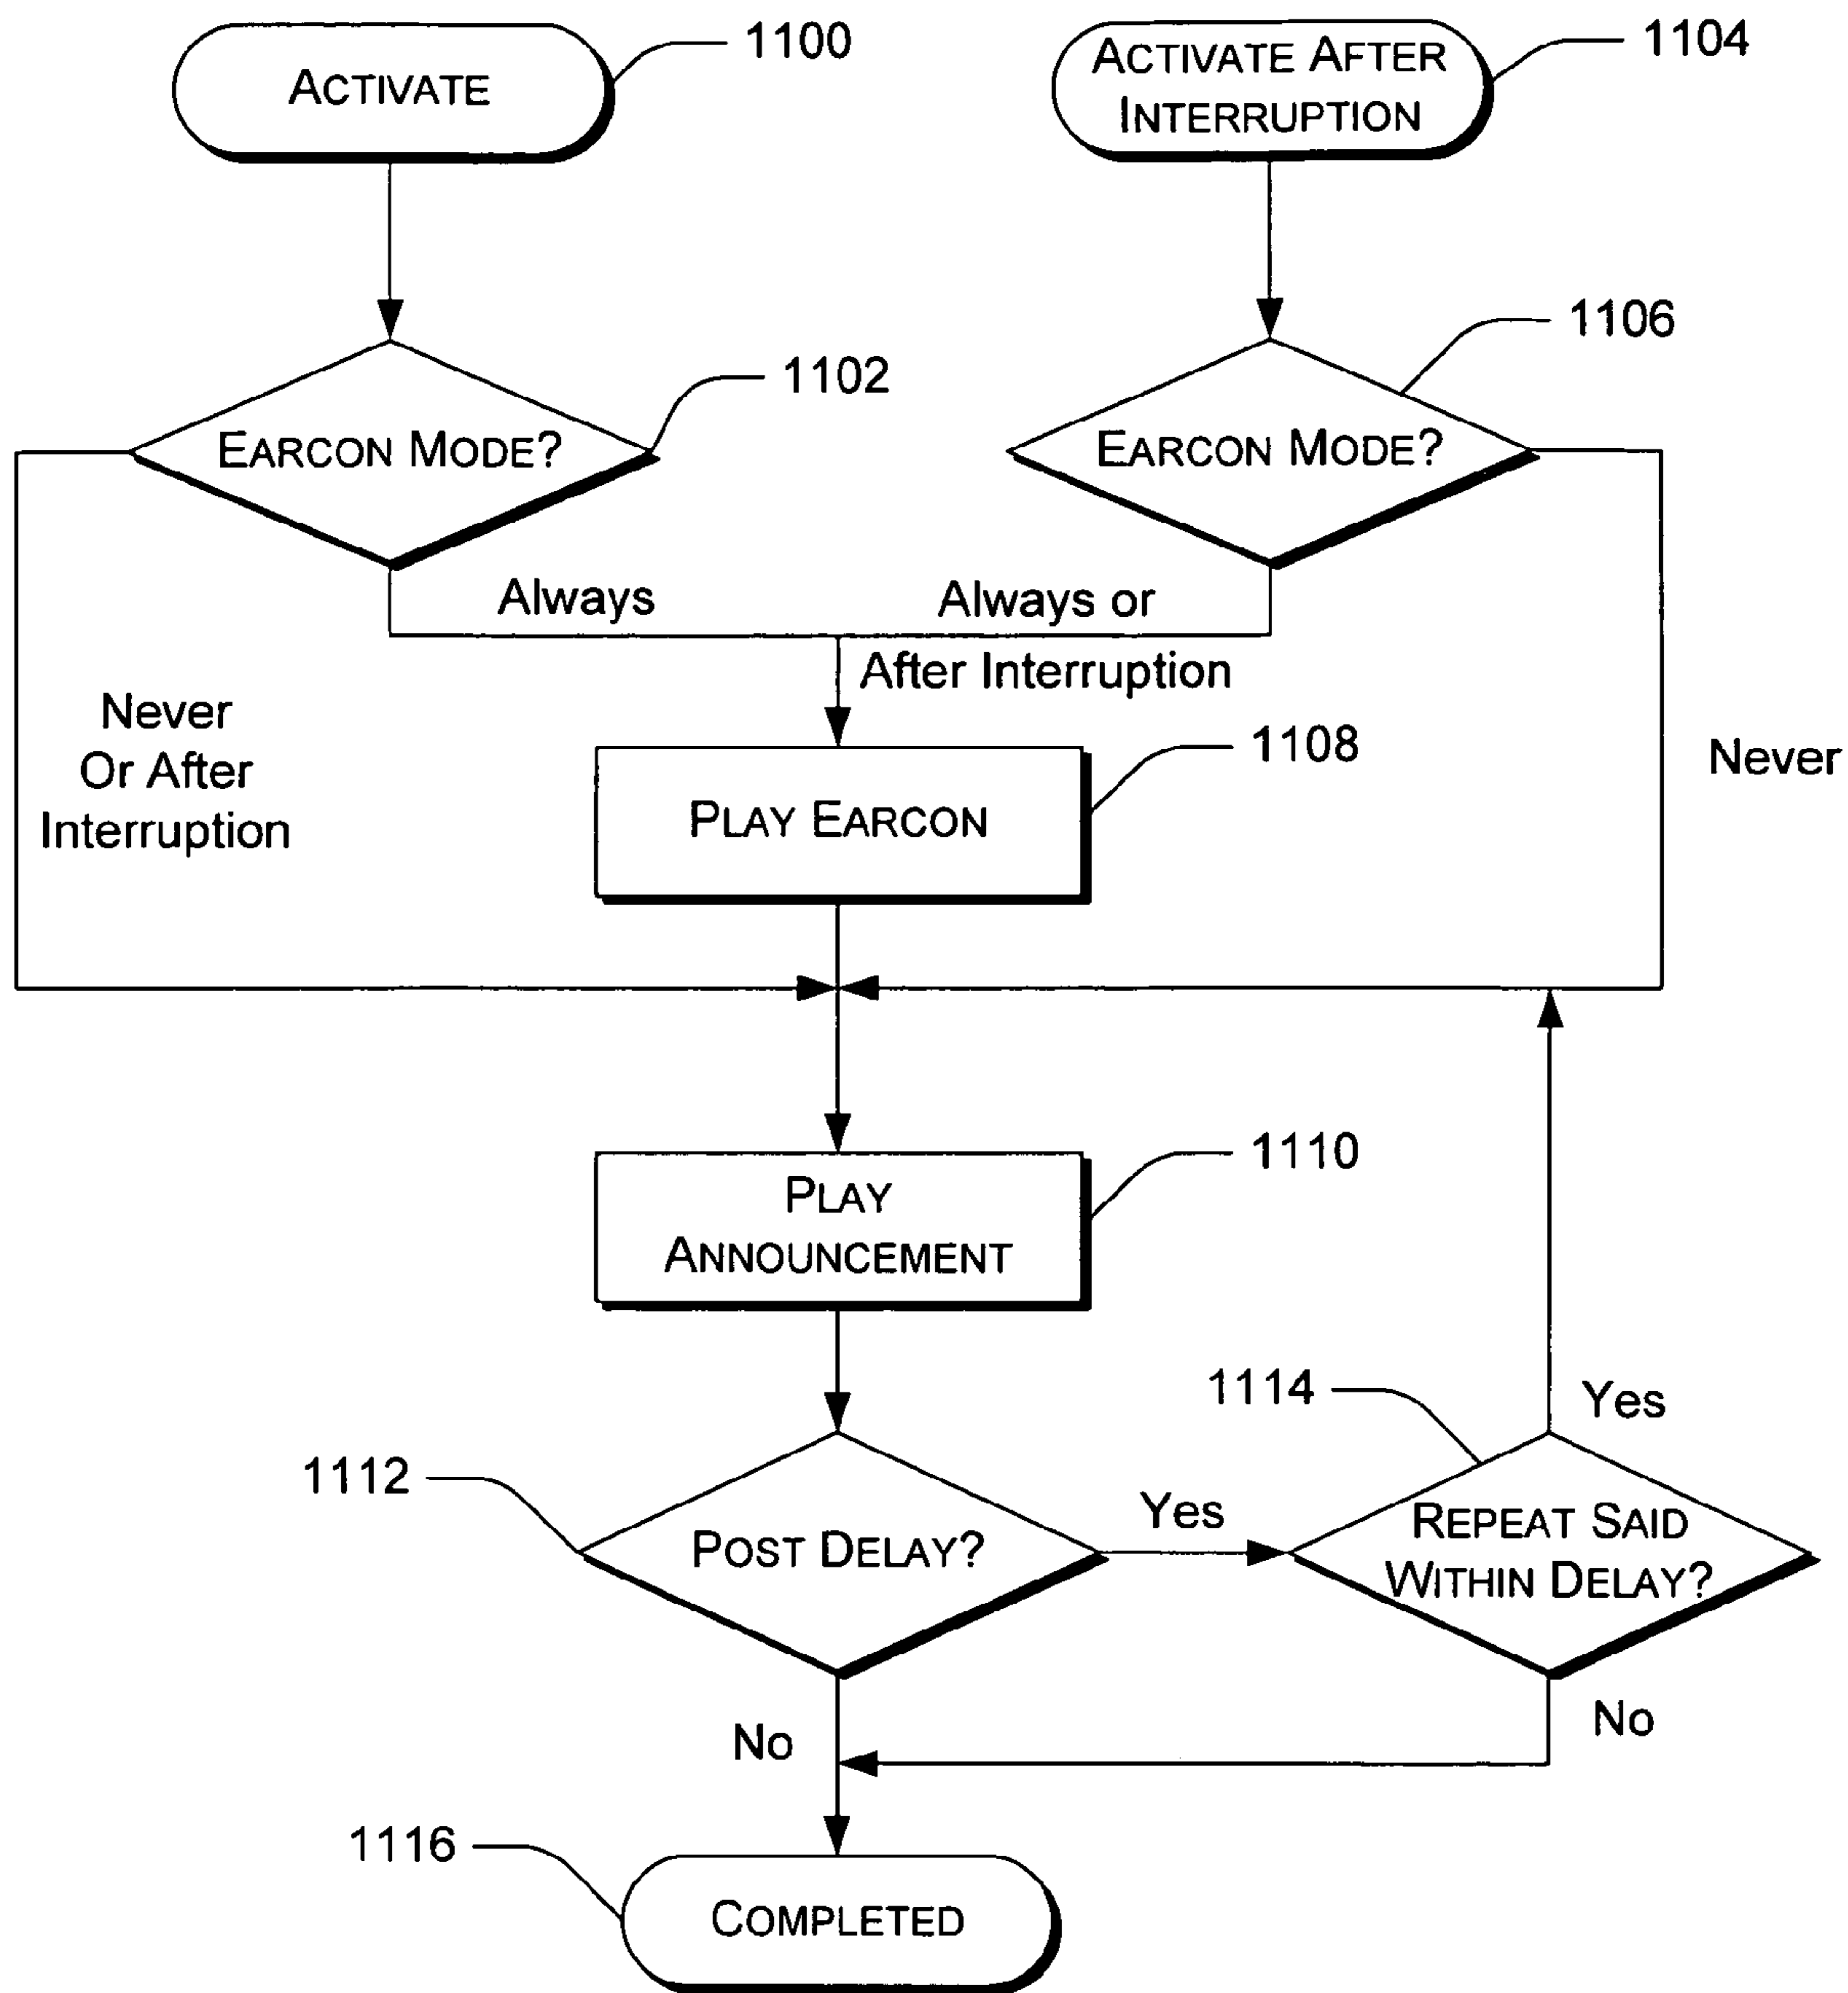 1100
ACTIVATE
1104
ACTIVATE AFTER
INTERRUPTION
1102
EARCON MODE?
1106
EARCON MODE?
Always
Always or
After Interruption
Never
Or After
Interruption
1108
PLAY EARCON
Never
1110
PLAY
ANNOUNCEMENT
1112
POST DELAY?
Yes
1114
Yes
REPEAT SAID
WITHIN DELAY?
No
No
1116
COMPLETED